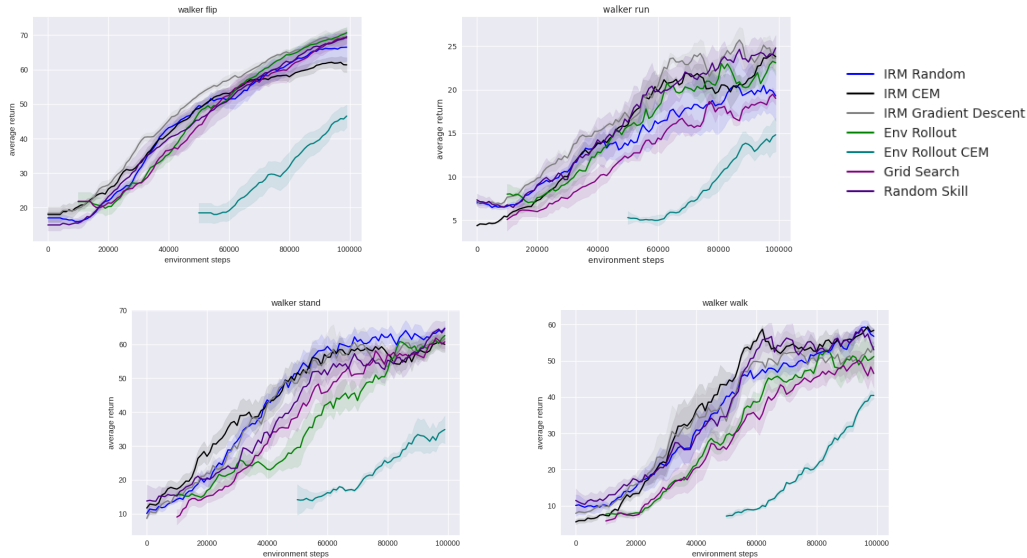 walker flip
70
60
50
40
30
20
average return
0 20000 40000 60000 80000 100000
environment steps
walker run
25
20
15
10
5
average return
0 20000 40000 60000 80000 100000
environment steps
IRM Random
IRM CEM
IRM Gradient Descent
Env Rollout
Env Rollout CEM
Grid Search
Random Skill
walker stand
70
60
50
40
30
20
10
average return
0 20000 40000 60000 80000 100000
environment steps
walker walk
60
50
40
30
20
10
average return
0 20000 40000 60000 80000 100000
environment steps